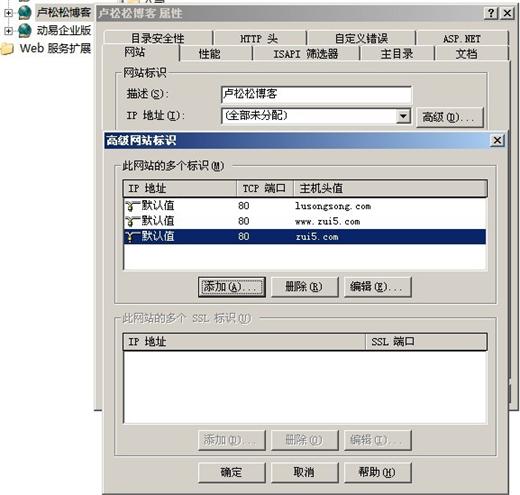 卢松松博客
动易企业版
Web 服务扩展
卢松松博客 属性
目录安全性 HTTP 头 自定义错误 ASP.NET
网站 性能 ISAPI 筛选器 主目录 文档
网站标识
描述(S): 卢松松博客
IP 地址(I): (全部未分配) 高级(D)...
高级网站标识
此网站的多个标识(M)
IP 地址 TCP 端口 主机头值
默认值 80 lusongsong.com
默认值 80 www.zui5.com
默认值 80 zui5.com
添加(A)... 删除(R) 编辑(E)...
此网站的多个 SSL 标识(U)
IP 地址 SSL 端口
添加(D)... 删除(O) 编辑(I)...
确定 取消 帮助(H)